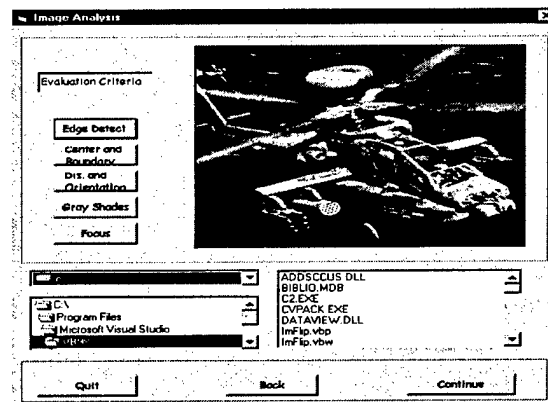 Image Analysis
Evaluation Criteria
Edge Detect
Center and
Boundary
Dis. and
Orientation
Gray Shades
Focus
C:\
Program Files
Microsoft Visual Studio
ADDSCCUS DLL
BIBLIO.MDB
C2.EXE
CVPACK EXE
DATAVIEW.DLL
ImFlip.vbp
ImFlip.vbw
Quit
Back
Continue